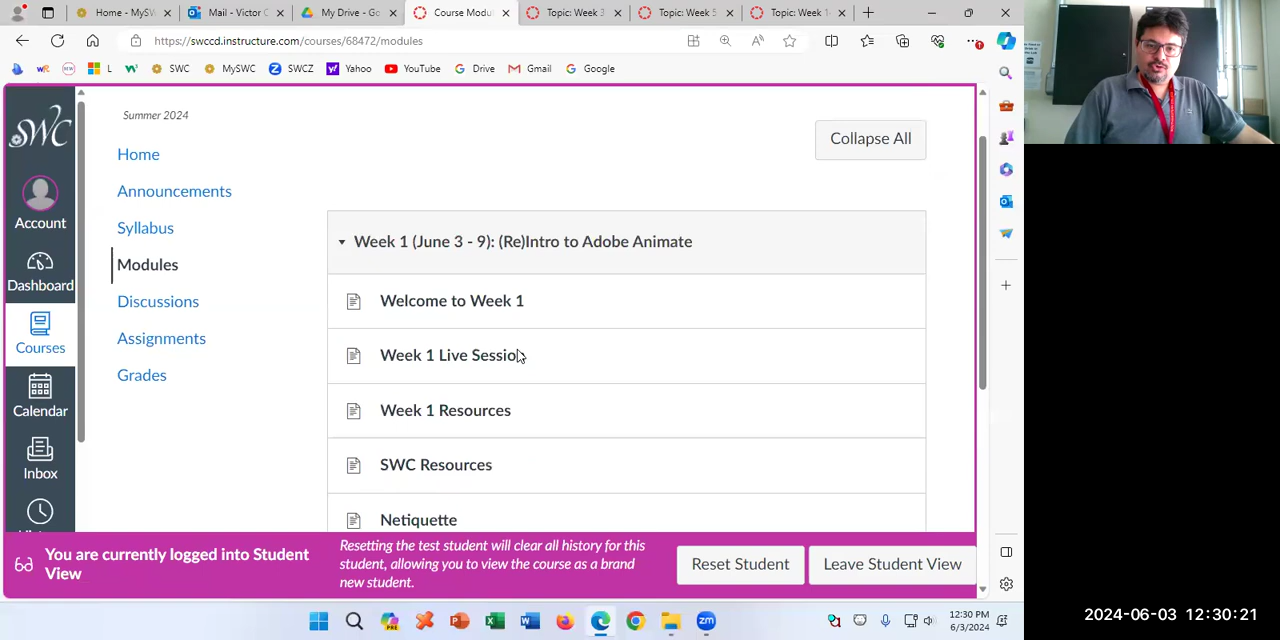 Home - MySW
Mail - Victor C
My Drive - Go
Course Modu
Topic: Week 3
Topic: Week 5
Topic: Week 1
https://swccd.instructure.com/courses/68472/modules
L
SWC
MySWC
SWCZ
Yahoo
YouTube
Drive
Gmail
Google
SWC
Account
Dashboard
Courses
Calendar
Inbox
Summer 2024
Home
Announcements
Syllabus
Modules
Discussions
Assignments
Grades
Collapse All
Week 1 (June 3 - 9): (Re)Intro to Adobe Animate
Welcome to Week 1
Week 1 Live Session
Week 1 Resources
SWC Resources
Netiquette
You are currently logged into Student
View
Resetting the test student will clear all history for this
student, allowing you to view the course as a brand
new student.
Reset Student
Leave Student View
12:30 PM
6/3/2024
2024-06-03 12:30:21